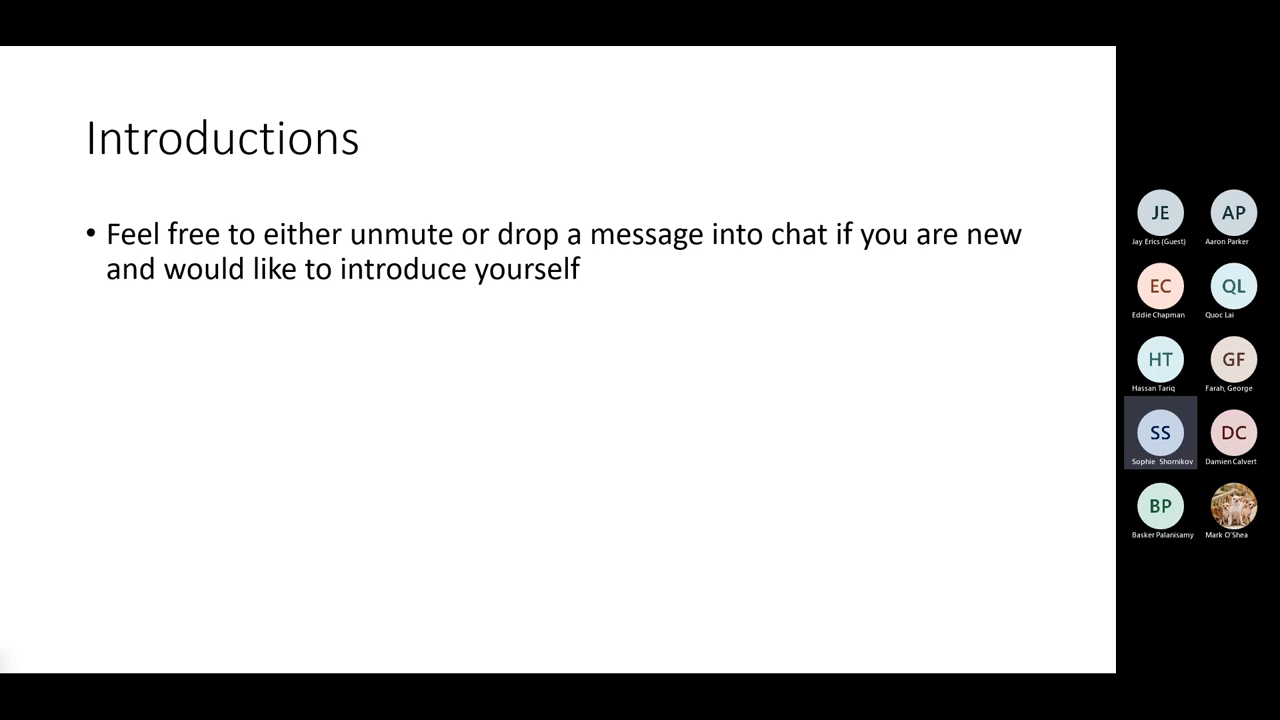 Introductions
• Feel free to either unmute or drop a message into chat if you are new
and would like to introduce yourself
JE AP
Jay Erics (Guest) Aaron Parker
EC QL
Eddie Chapman Quoc Lai
HT GF
Hassan Tariq Farah, George
SS DC
Sophie Shornikov Damien Calvert
BP
Basker Palanisamy Mark O'Shea